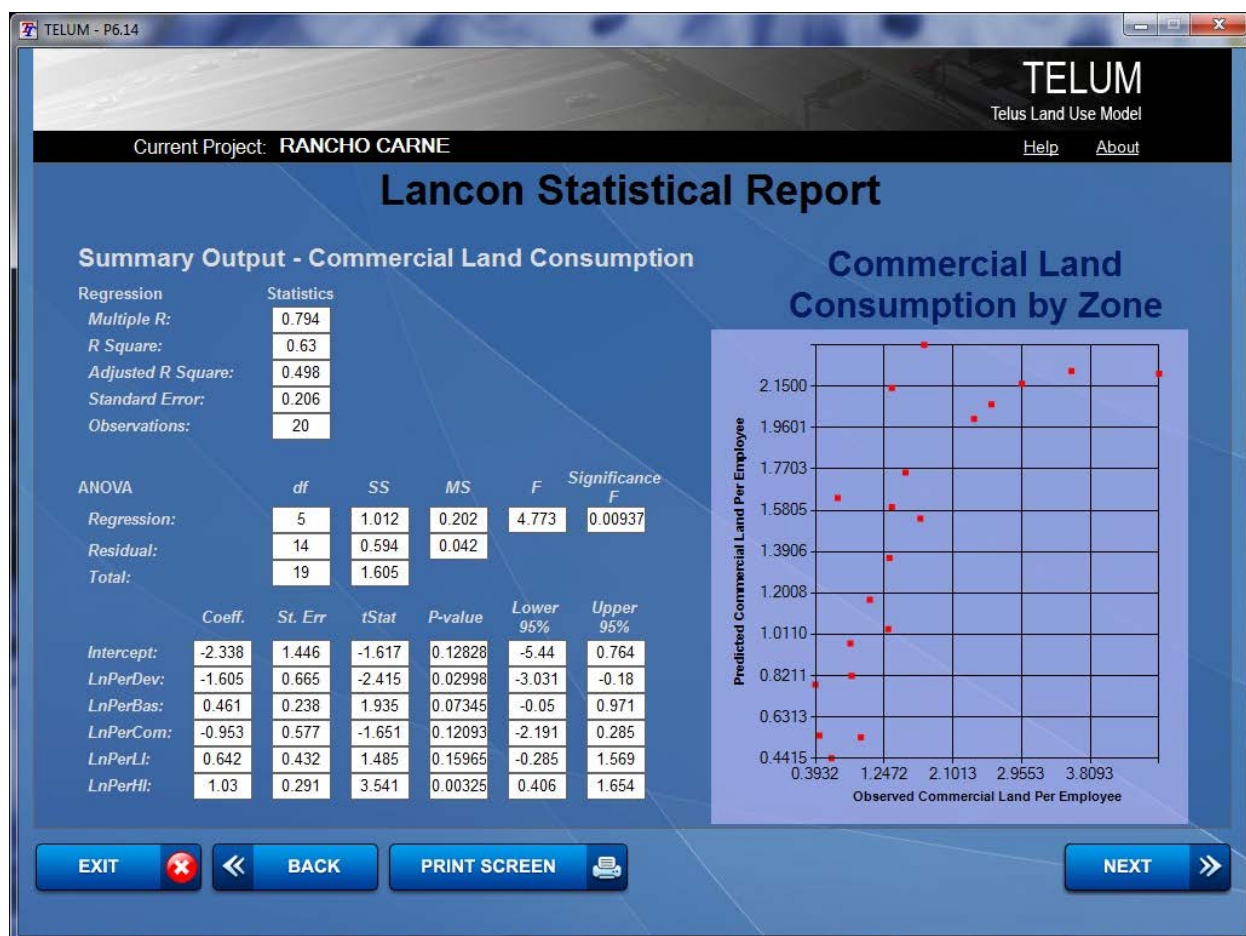 TELUM - P6.14
TELUM
Telus Land Use Model
Current Project: RANCHO CARNE
Help About
Lancon Statistical Report
Summary Output - Commercial Land Consumption
Regression Statistics
Multiple R: 0.794
R Square: 0.63
Adjusted R Square: 0.498
Standard Error: 0.206
Observations: 20
ANOVA df SS MS F Significance F
Regression: 5 1.012 0.202 4.773 0.00937
Residual: 14 0.594 0.042
Total: 19 1.605
Coeff. St. Err tStat P-value Lower 95% Upper 95%
Intercept: -2.338 1.446 -1.617 0.12828 -5.44 0.764
LnPerDev: -1.605 0.665 -2.415 0.02998 -3.031 -0.18
LnPerBas: 0.461 0.238 1.935 0.07345 -0.05 0.971
LnPerCom: -0.953 0.577 -1.651 0.12093 -2.191 0.285
LnPerLI: 0.642 0.432 1.485 0.15965 -0.285 1.569
LnPerHI: 1.03 0.291 3.541 0.00325 0.406 1.654
Commercial Land
Consumption by Zone
Predicted Commercial Land Per Employee
2.1500
1.9601
1.7703
1.5805
1.3906
1.2008
1.0110
0.8211
0.6313
0.4415
0.3932 1.2472 2.1013 2.9553 3.8093
Observed Commercial Land Per Employee
EXIT BACK PRINT SCREEN NEXT